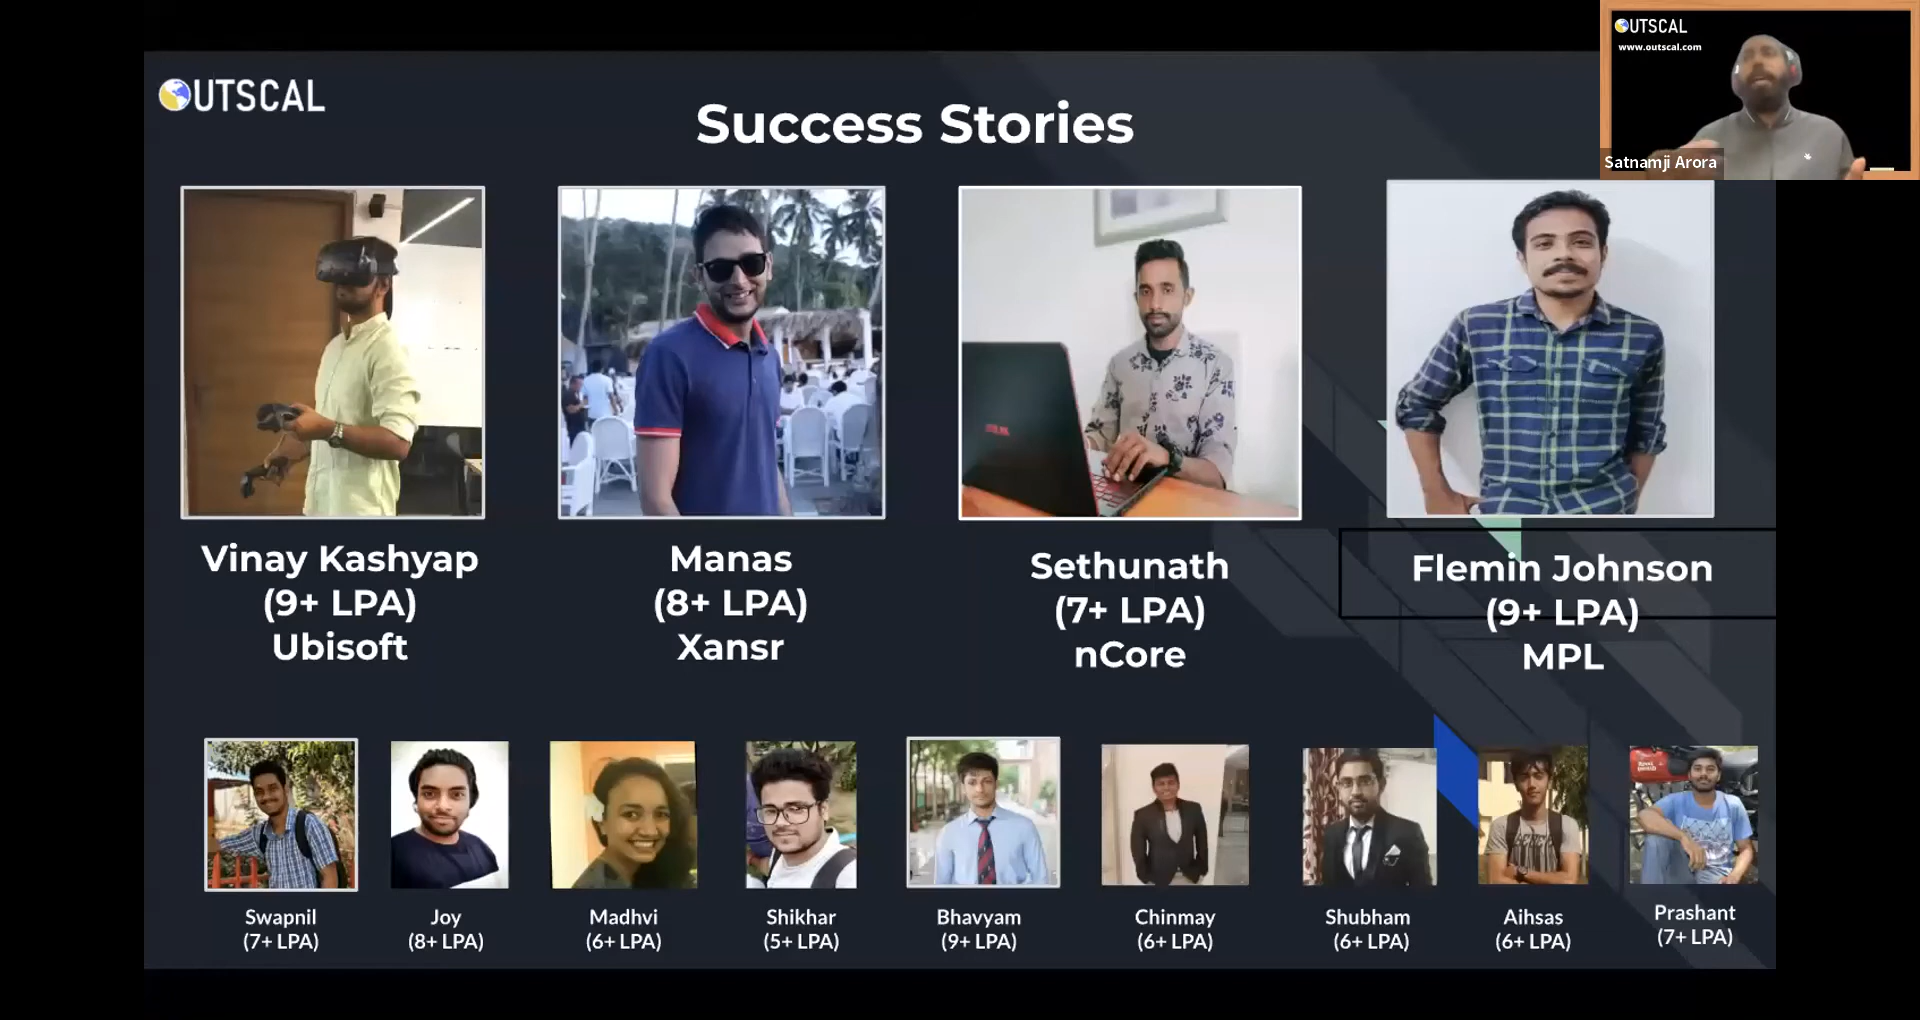 OUTSCAL
Success Stories
OUTSCAL
www.outscal.com
Satnamji Arora
Vinay Kashyap
(9+ LPA)
Ubisoft
Manas
(8+ LPA)
Xansr
Sethunath
(7+ LPA)
nCore
Flemin Johnson
(9+ LPA)
MPL
Swapnil
(7+ LPA)
Joy
(8+ LPA)
Madhvi
(6+ LPA)
Shikhar
(5+ LPA)
Bhavyam
(9+ LPA)
Chinmay
(6+ LPA)
Shubham
(6+ LPA)
Aihsas
(6+ LPA)
Prashant
(7+ LPA)